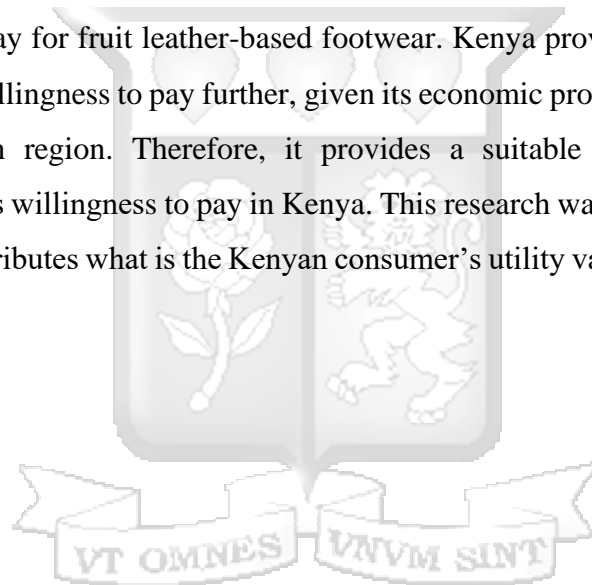 ay for fruit leather-based footwear. Kenya prov
llingness to pay further, given its economic pro
n region. Therefore, it provides a suitable
s willingness to pay in Kenya. This research wa
ributes what is the Kenyan consumer’s utility va
VT OMNES VNVM SINT